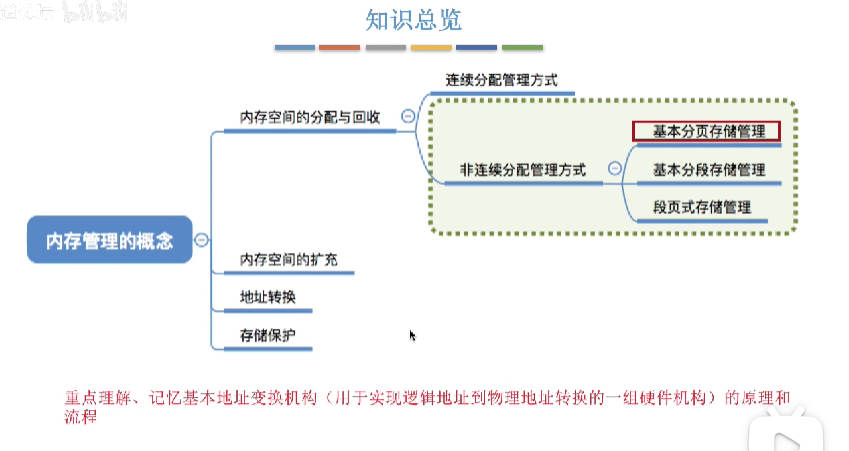 bilibili
知识总览
连续分配管理方式
内存空间的分配与回收
基本分页存储管理
非连续分配管理方式
基本分段存储管理
段页式存储管理
内存管理的概念
内存空间的扩充
地址转换
存储保护
重点理解、记忆基本地址变换机构（用于实现逻辑地址到物理地址转换的一组硬件机构）的原理和
流程